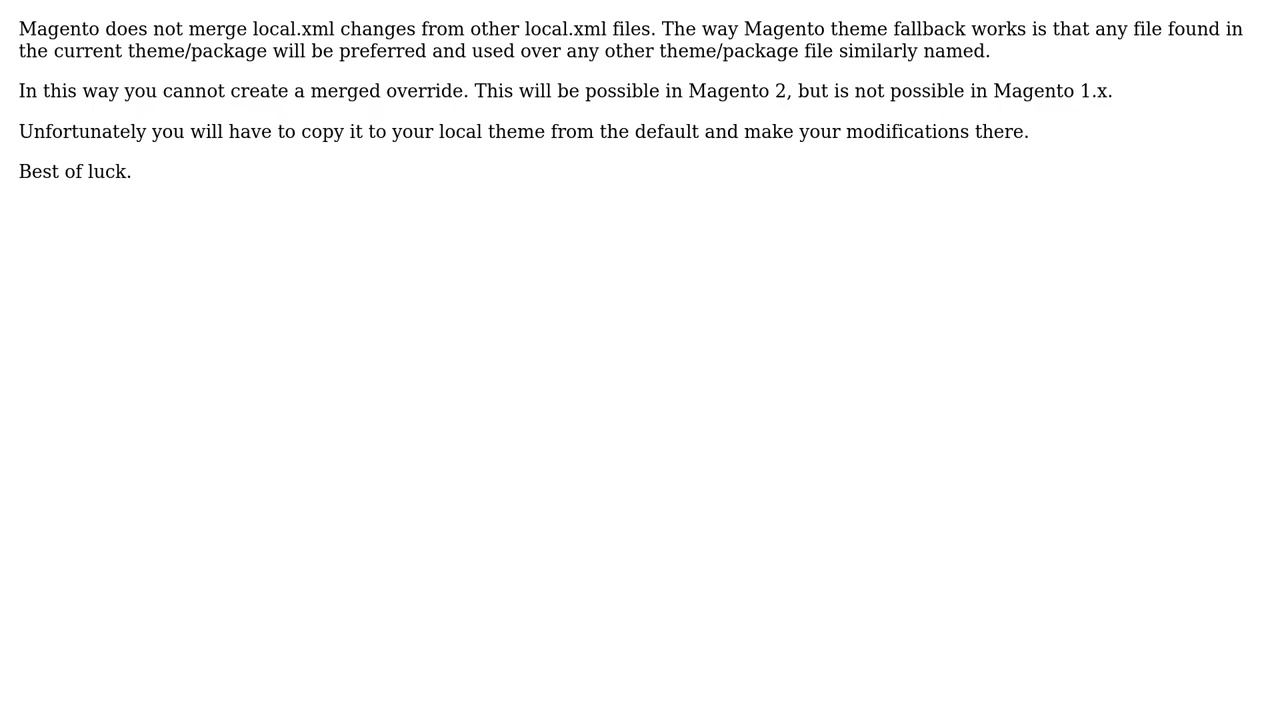 Magento does not merge local.xml changes from other local.xml files. The way Magento theme fallback works is that any file found in
the current theme/package will be preferred and used over any other theme/package file similarly named.
In this way you cannot create a merged override. This will be possible in Magento 2, but is not possible in Magento 1.x.
Unfortunately you will have to copy it to your local theme from the default and make your modifications there.
Best of luck.